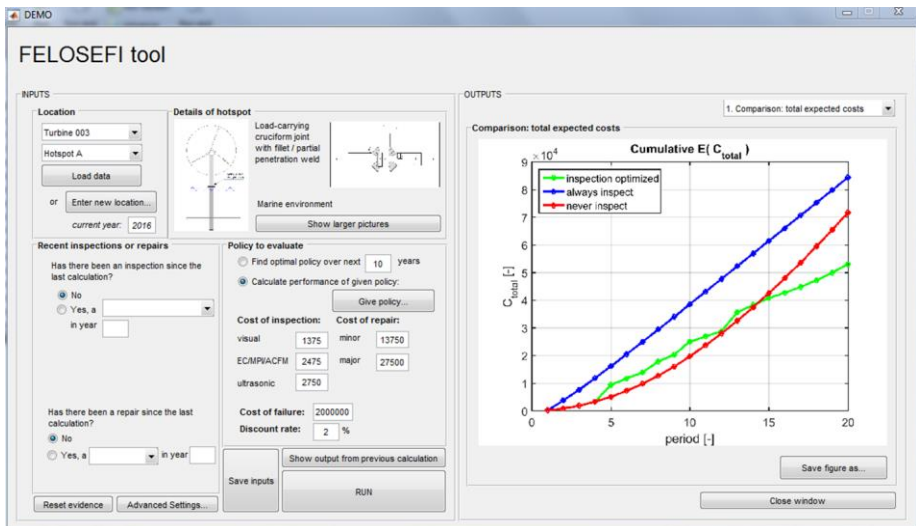 DEMO
FELOSEFI tool
INPUTS
Location
Turbine 003
Hotspot A
Load data
or Enter new location...
current year: 2016
Details of hotspot
Load-carrying
cruciform joint
with fillet / partial
penetration weld
Marine environment
Show larger pictures
Recent inspections or repairs
Has there been an inspection since the
last calculation?
No
Yes, a
in year
Has there been a repair since the last
calculation?
No
Yes, a in year
Reset evidence Advanced Settings...
Policy to evaluate
Find optimal policy over next 10 years
Calculate performance of given policy:
Give policy...
Cost of inspection: Cost of repair:
visual 1375 minor 13750
EC/MPI/ACFM 2475 major 27500
ultrasonic 2750
Cost of failure: 2000000
Discount rate: 2 %
Save inputs
Show output from previous calculation
RUN
OUTPUTS
1. Comparison: total expected costs
Comparison: total expected costs
Cumulative E( C_total )
×10^4
inspection optimized
always inspect
never inspect
C_total [-]
9
8
7
6
5
4
3
2
1
0
0 5 10 15 20
period [-]
Save figure as...
Close window